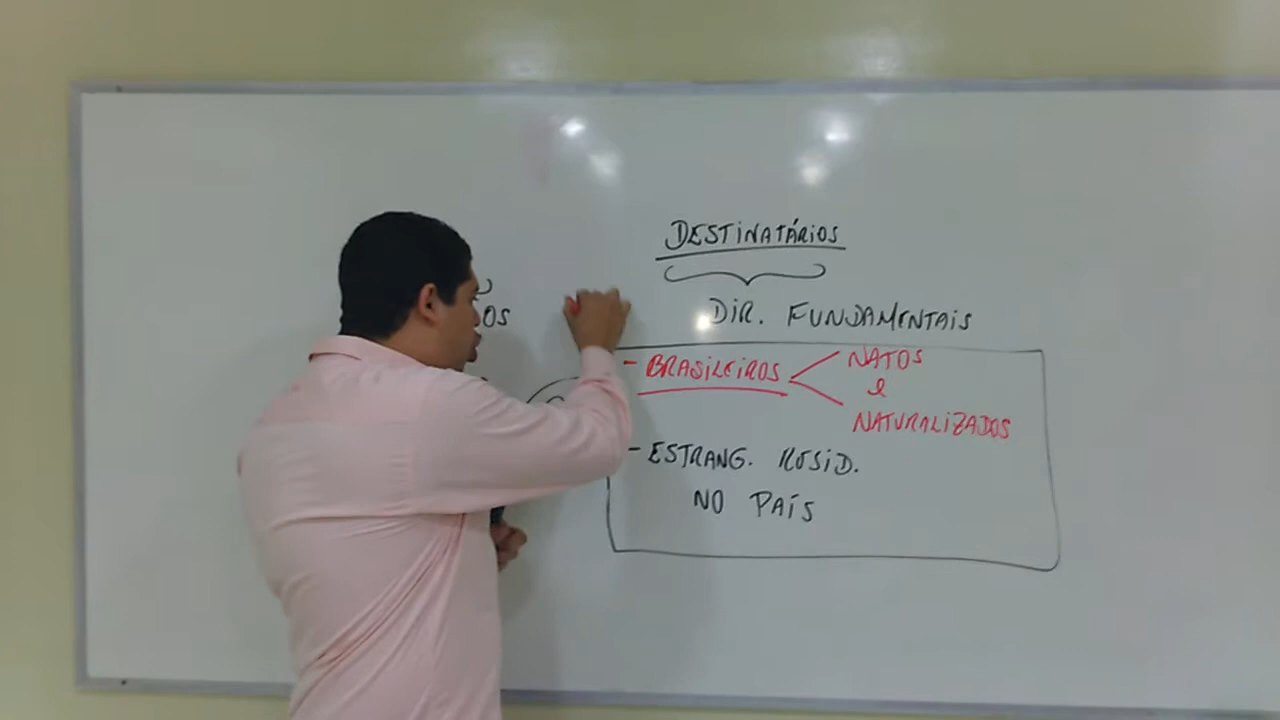 DESTINATÁRIOS
DIR. FUNDAMENTAIS
- BRASILEIROS < NATOS
e
NATURALIZADOS
- ESTRANG. RESID.
NO PAÍS